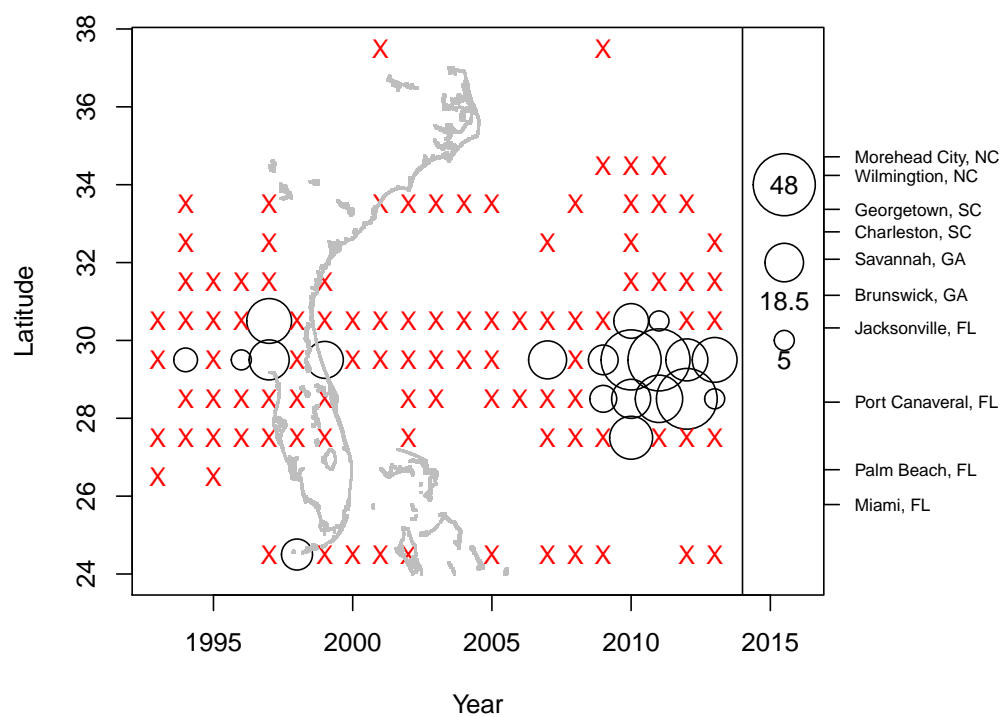 38
36
34
32
30
28
26
24
Latitude
1995
2000
2005
2010
2015
Year
48
18.5
5
Morehead City, NC
Wilmington, NC
Georgetown, SC
Charleston, SC
Savannah, GA
Brunswick, GA
Jacksonville, FL
Port Canaveral, FL
Palm Beach, FL
Miami, FL
X X
X X X
X X X X X X X X X X X
X X X X X
X X X X X X X X X
X X X X X X X X X X X X X X X X
X X X X X X X X X X
X X X X X X X X X X X X
X X X X X X X X X X X X X X
X X
X X X X X X X X X X